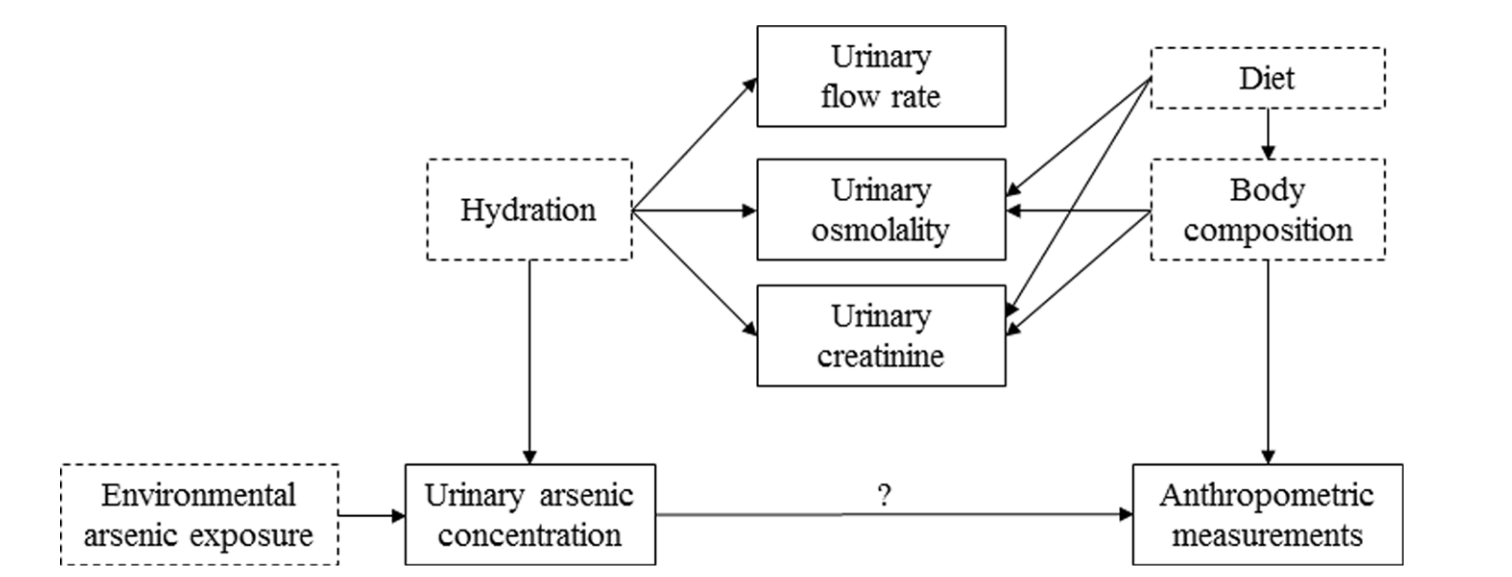 Urinary
flow rate
Diet
Hydration
Urinary
osmolality
Body
composition
Urinary
creatinine
Environmental
arsenic exposure
Urinary arsenic
concentration
?
Anthropometric
measurements